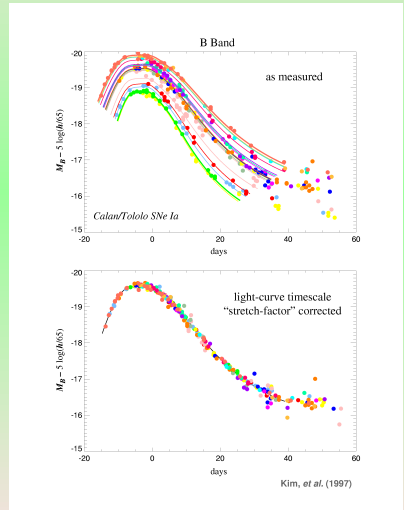 B Band
-20
-19
-18
-17
-16
-15
M_B – 5 log(h/65)
as measured
Calan/Tololo SNe Ia
-20 0 20 40 60
days
-20
-19
-18
-17
-16
-15
M_B – 5 log(h/65)
light-curve timescale
“stretch-factor” corrected
-20 0 20 40 60
days
Kim, et al. (1997)